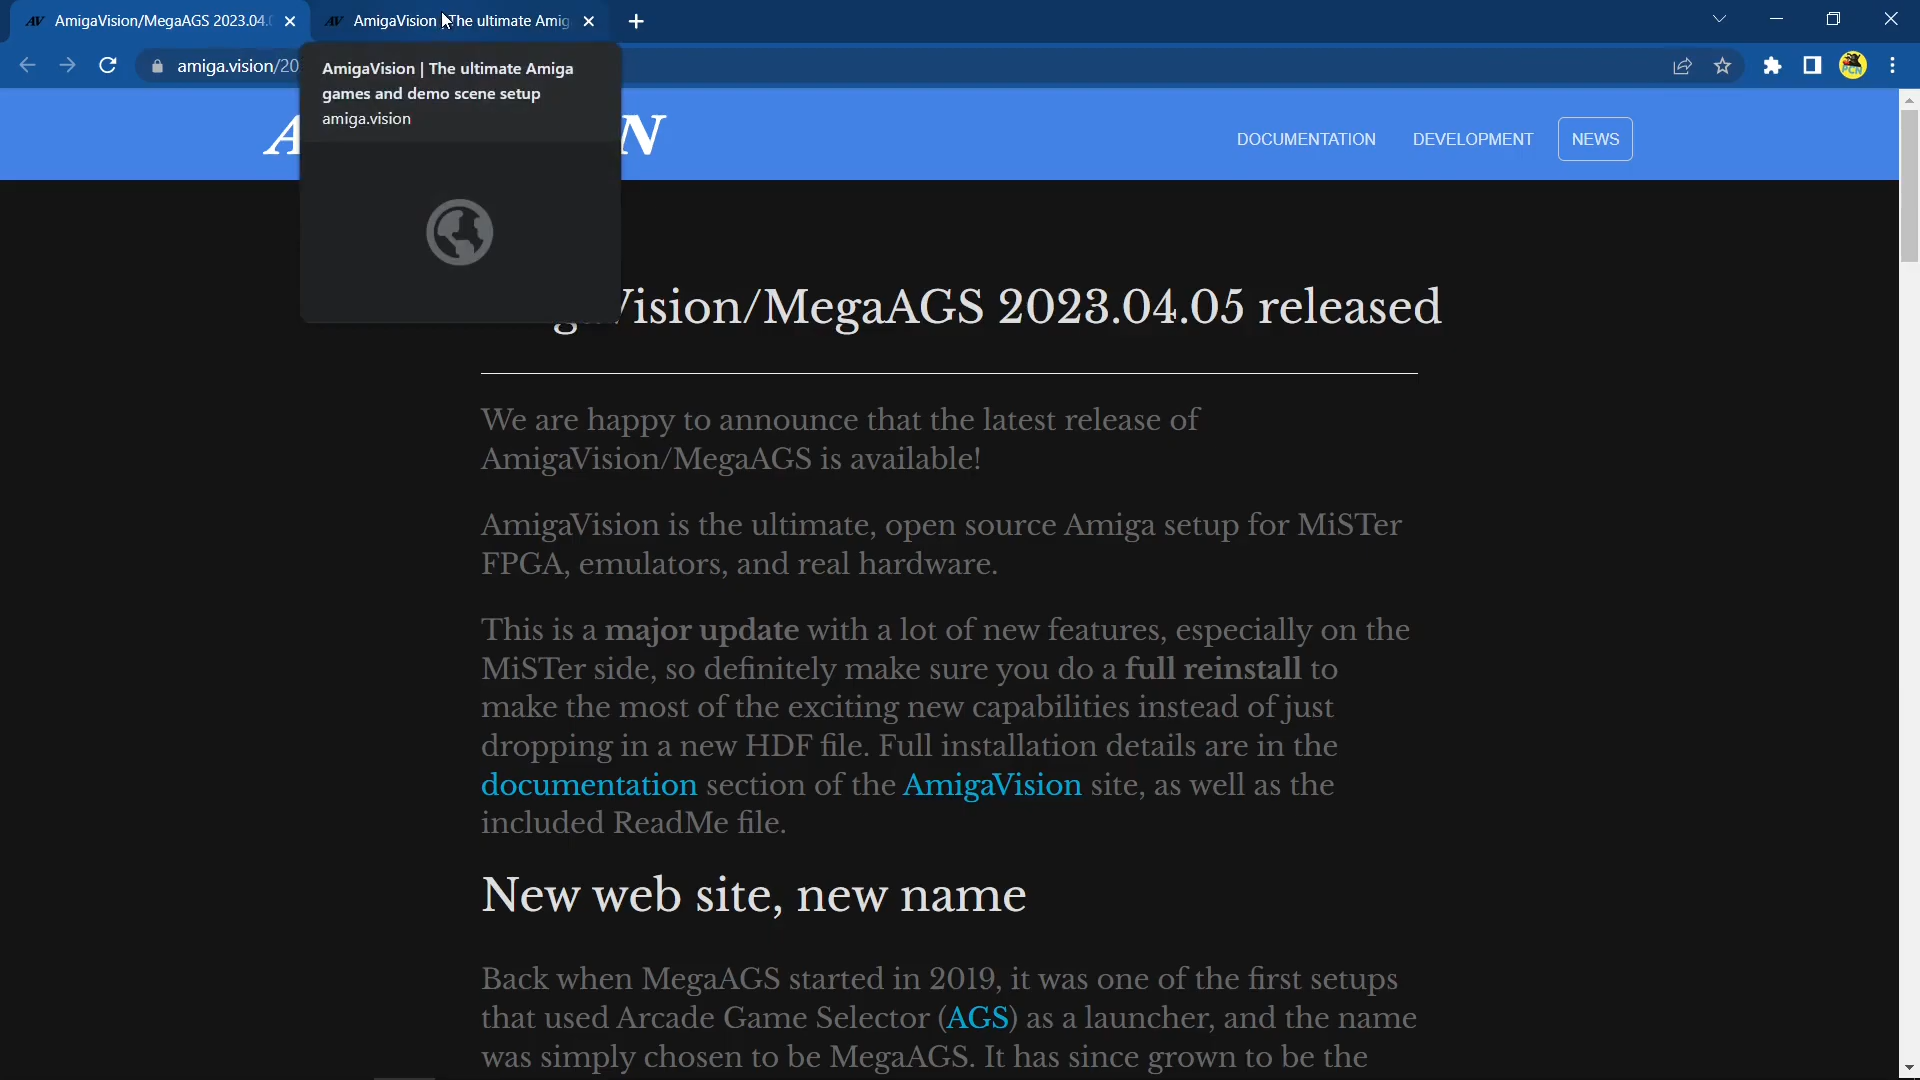 AmigaVision/MegaAGS 2023.04.
AmigaVision | The ultimate Amig
amiga.vision/20
AmigaVision | The ultimate Amiga
games and demo scene setup
amiga.vision
DOCUMENTATION
DEVELOPMENT
NEWS
Vision/MegaAGS 2023.04.05 released
We are happy to announce that the latest release of
AmigaVision/MegaAGS is available!
AmigaVision is the ultimate, open source Amiga setup for MiSTer
FPGA, emulators, and real hardware.
This is a major update with a lot of new features, especially on the
MiSTer side, so definitely make sure you do a full reinstall to
make the most of the exciting new capabilities instead of just
dropping in a new HDF file. Full installation details are in the
documentation section of the AmigaVision site, as well as the
included ReadMe file.
New web site, new name
Back when MegaAGS started in 2019, it was one of the first setups
that used Arcade Game Selector (AGS) as a launcher, and the name
was simply chosen to be MegaAGS. It has since grown to be the